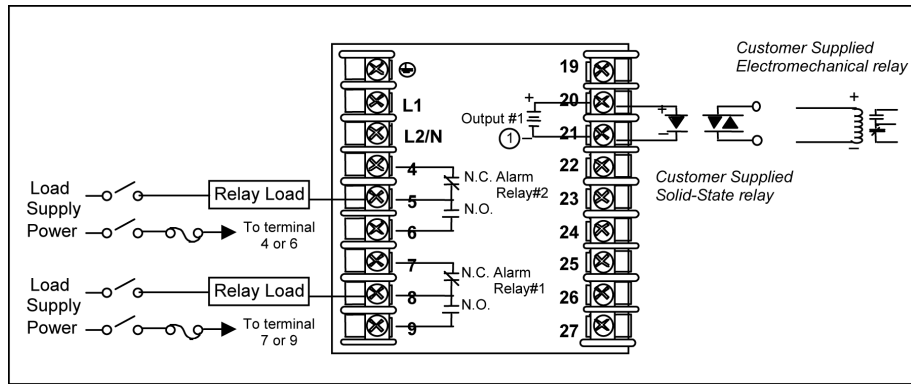 Customer Supplied
Electromechanical relay
19
20
21
22
23
24
25
26
27
L1
L2/N
4
5
6
7
8
9
+
Output #1
1 –
+
–
+
–
Customer Supplied
Solid-State relay
N.C. Alarm
Relay#2
N.O.
N.C. Alarm
Relay#1
N.O.
Load
Supply
Power
Relay Load
To terminal
4 or 6
Load
Supply
Power
Relay Load
To terminal
7 or 9